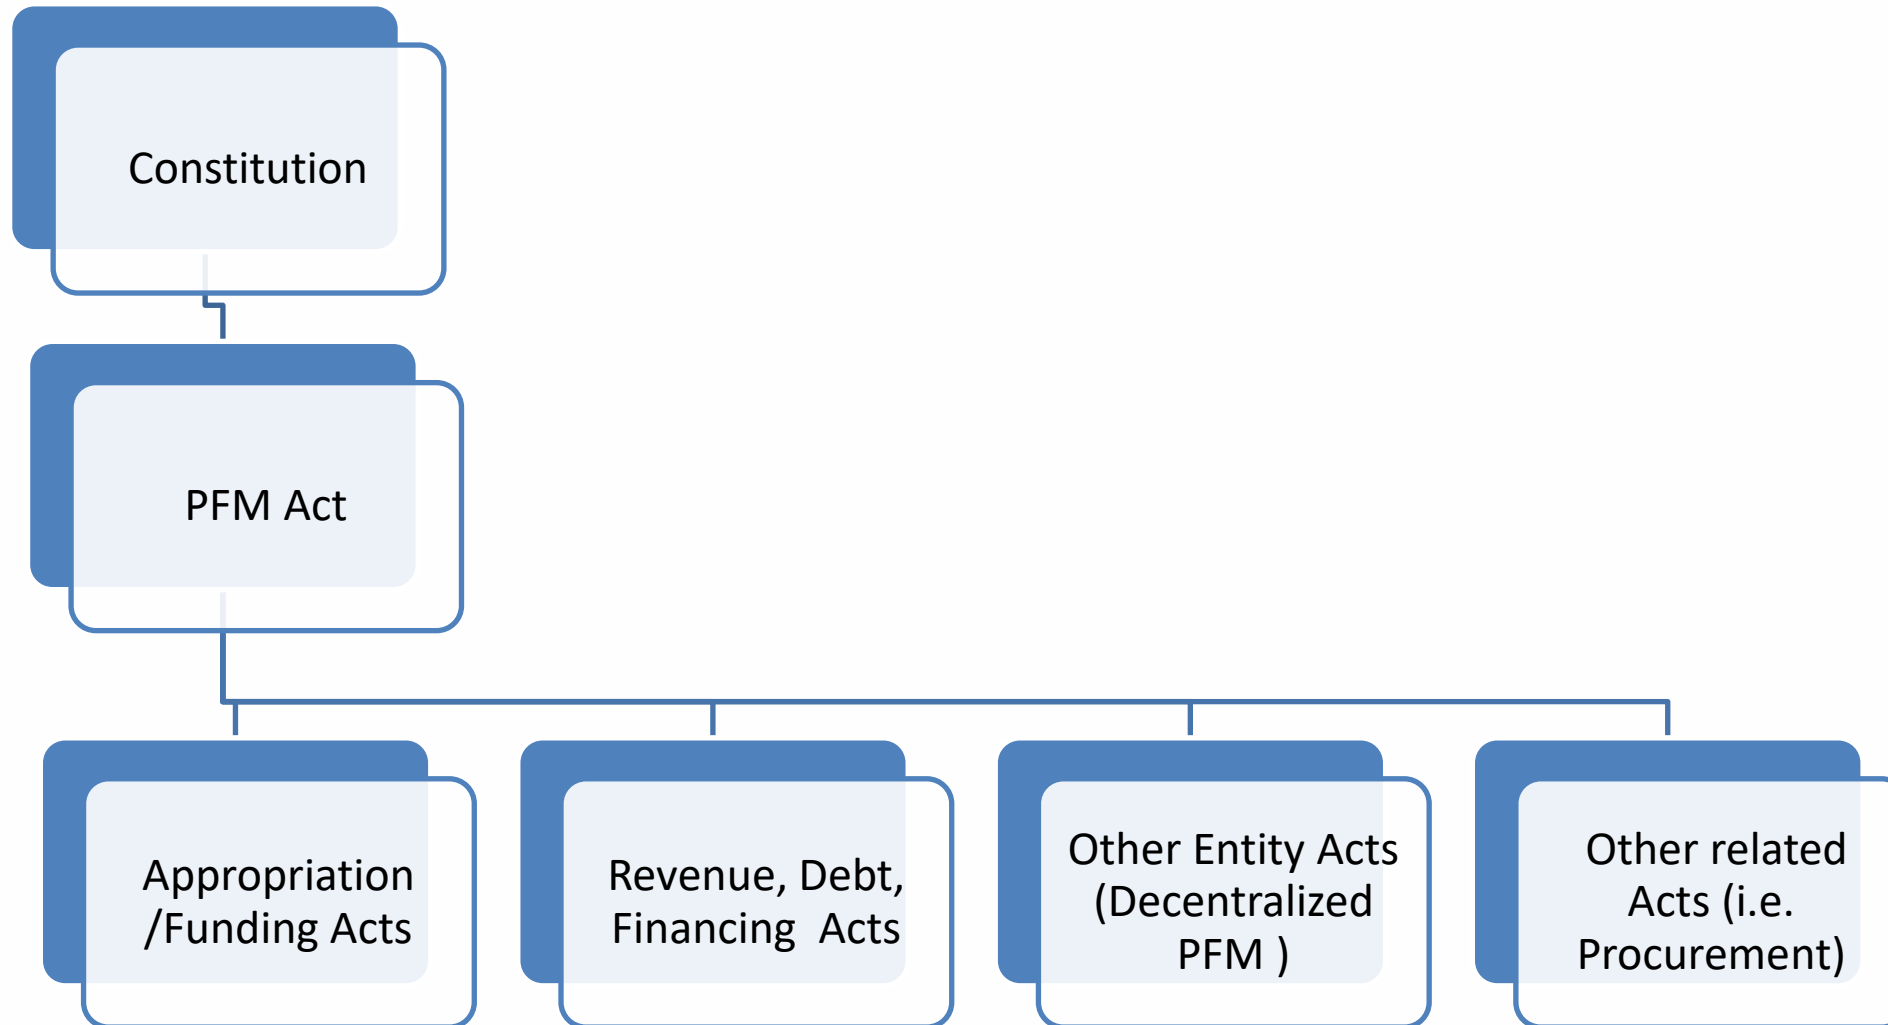 Constitution
PFM Act
Appropriation
/Funding Acts
Revenue, Debt,
Financing  Acts
Other Entity Acts
(Decentralized
PFM )
Other related
Acts (i.e.
Procurement)